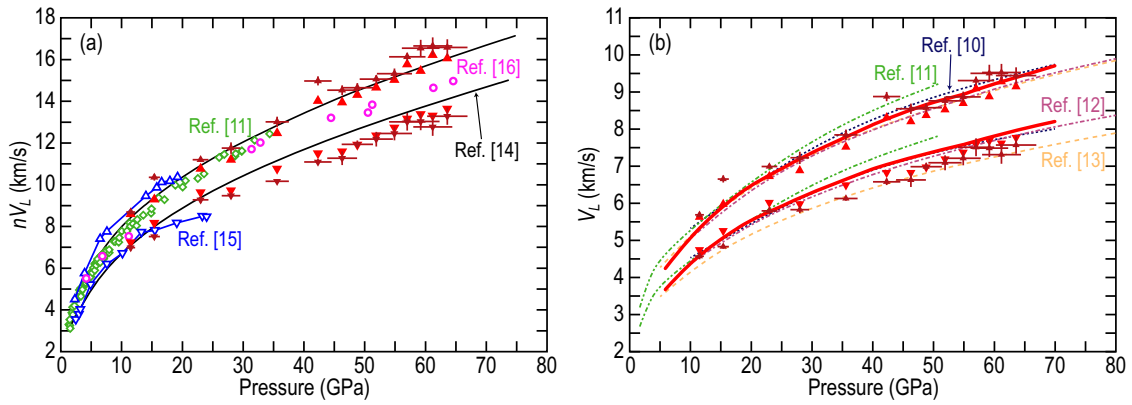 (a)
18
16
14
12
10
8
6
4
2
nV_L (km/s)
Ref. [16]
Ref. [11]
Ref. [14]
Ref. [15]
0 10 20 30 40 50 60 70 80
Pressure (GPa)
(b)
11
10
9
8
7
6
5
4
3
2
V_L (km/s)
Ref. [10]
Ref. [11]
Ref. [12]
Ref. [13]
0 10 20 30 40 50 60 70 80
Pressure (GPa)